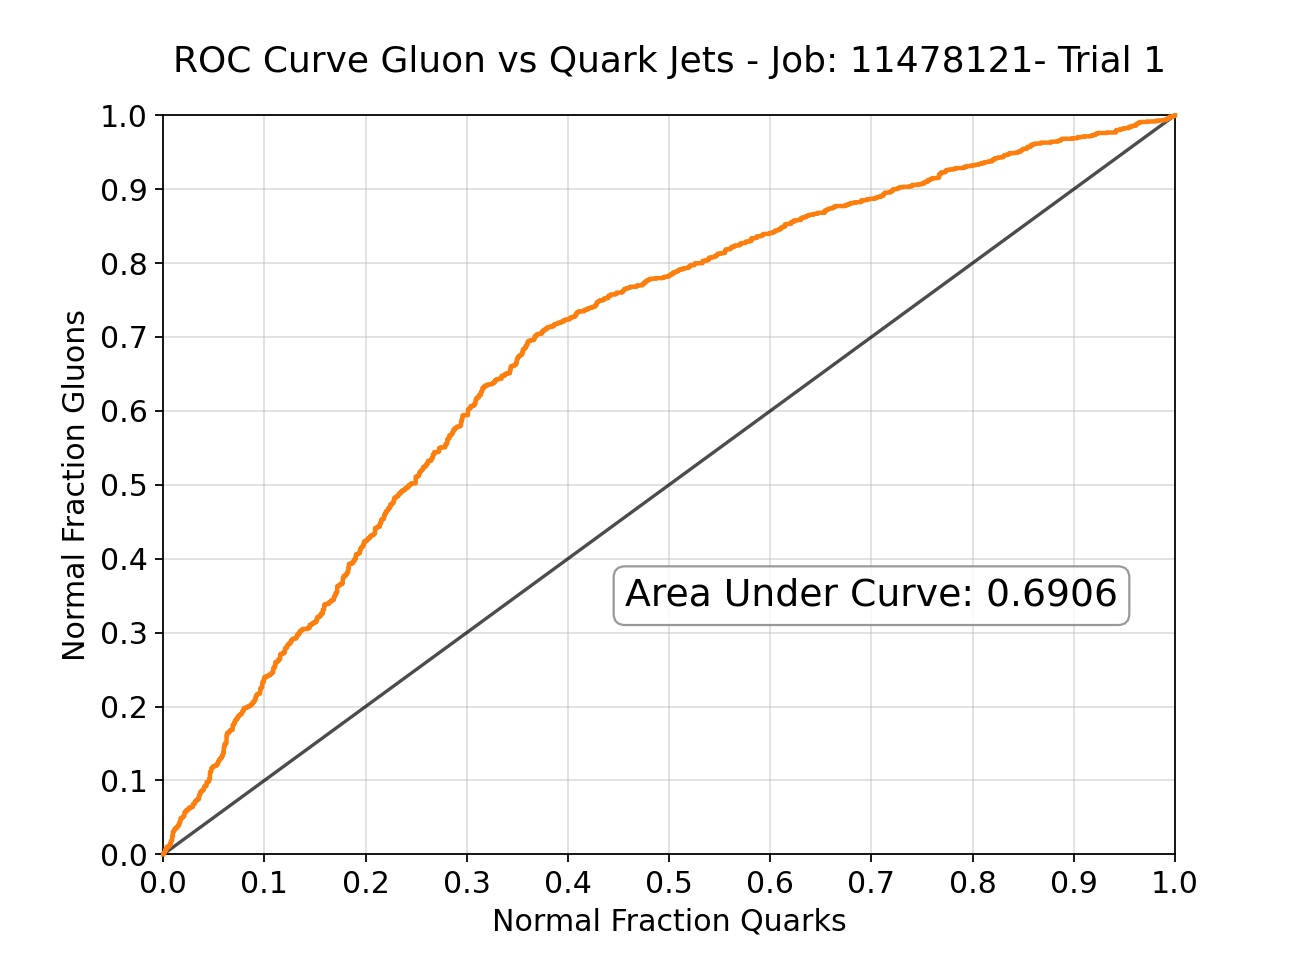 ROC Curve Gluon vs Quark Jets - Job: 11478121- Trial 1
1.0
0.9
0.8
0.7
0.6
0.5
0.4
0.3
0.2
0.1
0.0
Normal Fraction Gluons
Area Under Curve: 0.6906
0.0 0.1 0.2 0.3 0.4 0.5 0.6 0.7 0.8 0.9 1.0
Normal Fraction Quarks